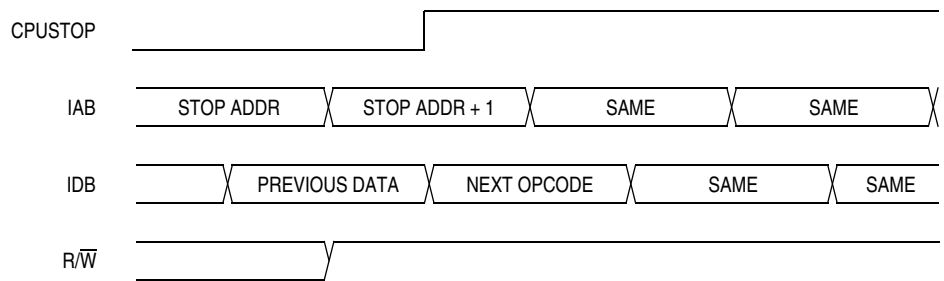 CPUSTOP
IAB STOP ADDR STOP ADDR + 1 SAME SAME
IDB PREVIOUS DATA NEXT OPCODE SAME SAME
R/W̅